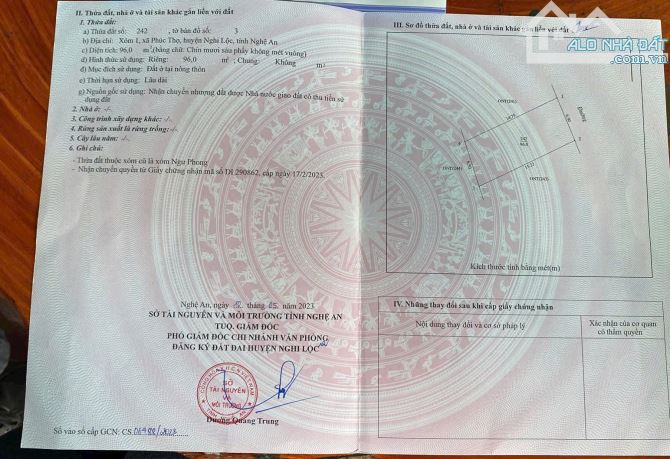 II. Thửa đất, nhà ở và tài sản khác gắn liền với đất
1. Thửa đất:
a) Thửa đất số: 242 , tờ bản đồ số: 3
b) Địa chỉ: Xóm 1, xã Phúc Thọ, huyện Nghi Lộc, tỉnh Nghệ An
c) Diện tích: 96,0 m² (bằng chữ: Chín mươi sáu phẩy không mét vuông)
d) Hình thức sử dụng: Riêng: 96,0 m² ; Chung: Không m²
đ) Mục đích sử dụng: Đất ở tại nông thôn
e) Thời hạn sử dụng: Lâu dài
g) Nguồn gốc sử dụng: Nhận chuyển nhượng đất được Nhà nước giao đất có thu tiền sử
dụng đất
2. Nhà ở: -/-
3. Công trình xây dựng khác: -/-
4. Rừng sản xuất là rừng trồng: -/-
5. Cây lâu năm: -/-
6. Ghi chú:
- Thửa đất thuộc xóm cũ là xóm Ngư Phong
- Nhận chuyển quyền từ Giấy chứng nhận mã số DI 290862, cấp ngày 17/2/2023.
Nghệ An, ngày tháng 05 năm 2023
SỞ TÀI NGUYÊN VÀ MÔI TRƯỜNG TỈNH NGHỆ AN
TUQ. GIÁM ĐỐC
PHÓ GIÁM ĐỐC CHI NHÁNH VĂN PHÒNG
ĐĂNG KÝ ĐẤT ĐAI HUYỆN NGHI LỘC
SỞ
TÀI NGUYÊN
VÀ
MÔI TRƯỜNG
Dương Quang Trung
Số vào sổ cấp GCN: CS
III. Sơ đồ thửa đất, nhà ở và tài sản khác gắn liền với đất
ALO NHÀ ĐẤT
.com.vn
1
Đường
2
242
96,0
Kích thước tính bằng mét(m)
IV. Những thay đổi sau khi cấp giấy chứng nhận
Nội dung thay đổi và cơ sở pháp lý
Xác nhận của cơ quan
có thẩm quyền